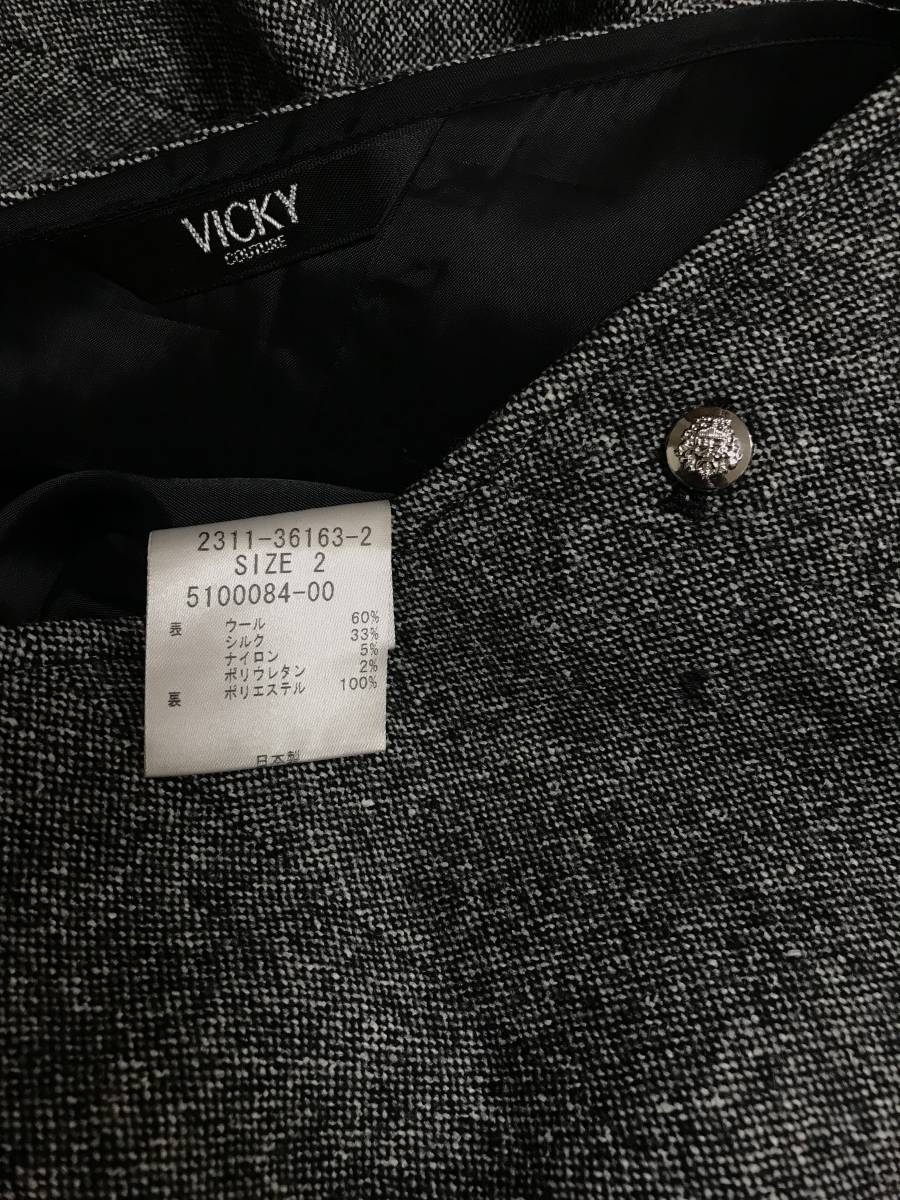 VICKY
COUTURE
2311-36163-2
SIZE 2
5100084-00
表 ウール 60%
シルク 33%
ナイロン 5%
ポリウレタン 2%
裏 ポリエステル 100%
日本製